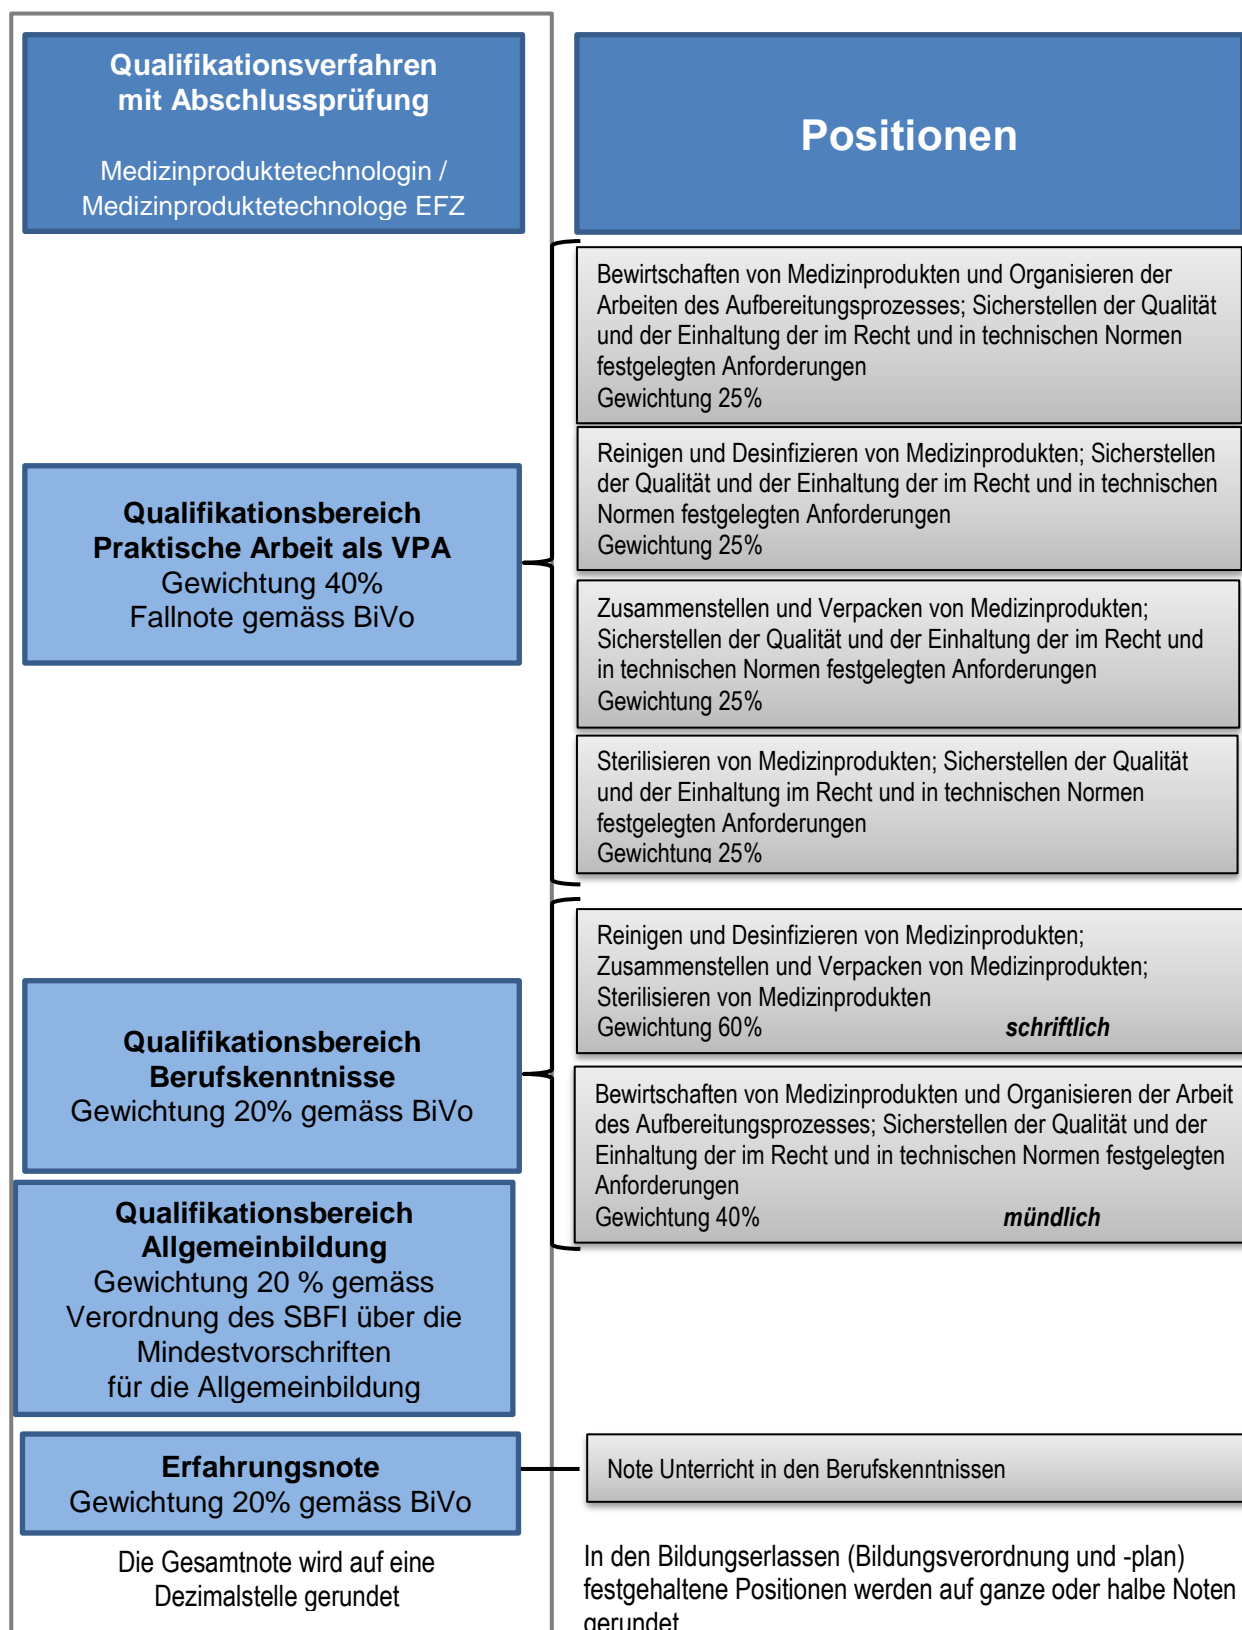 Qualifikationsverfahren
mit Abschlussprüfung
Medizinproduktetechnologin /
Medizinproduktetechnologe EFZ
Positionen
Bewirtschaften von Medizinprodukten und Organisieren der
Arbeiten des Aufbereitungsprozesses; Sicherstellen der Qualität
und der Einhaltung der im Recht und in technischen Normen
festgelegten Anforderungen
Gewichtung 25%
Reinigen und Desinfizieren von Medizinprodukten; Sicherstellen
der Qualität und der Einhaltung der im Recht und in technischen
Normen festgelegten Anforderungen
Gewichtung 25%
Qualifikationsbereich
Praktische Arbeit als VPA
Gewichtung 40%
Fallnote gemäss BiVo
Zusammenstellen und Verpacken von Medizinprodukten;
Sicherstellen der Qualität und der Einhaltung der im Recht und
in technischen Normen festgelegten Anforderungen
Gewichtung 25%
Sterilisieren von Medizinprodukten; Sicherstellen der Qualität
und der Einhaltung im Recht und in technischen Normen
festgelegten Anforderungen
Gewichtung 25%
Reinigen und Desinfizieren von Medizinprodukten;
Zusammenstellen und Verpacken von Medizinprodukten;
Sterilisieren von Medizinprodukten
Gewichtung 60% schriftlich
Qualifikationsbereich
Berufskenntnisse
Gewichtung 20% gemäss BiVo
Bewirtschaften von Medizinprodukten und Organisieren der Arbeit
des Aufbereitungsprozesses; Sicherstellen der Qualität und der
Einhaltung der im Recht und in technischen Normen festgelegten
Anforderungen
Gewichtung 40% mündlich
Qualifikationsbereich
Allgemeinbildung
Gewichtung 20 % gemäss
Verordnung des SBFI über die
Mindestvorschriften
für die Allgemeinbildung
Erfahrungsnote
Gewichtung 20% gemäss BiVo
Note Unterricht in den Berufskenntnissen
Die Gesamtnote wird auf eine
Dezimalstelle gerundet
In den Bildungserlassen (Bildungsverordnung und -plan)
festgehaltene Positionen werden auf ganze oder halbe Noten
gerundet